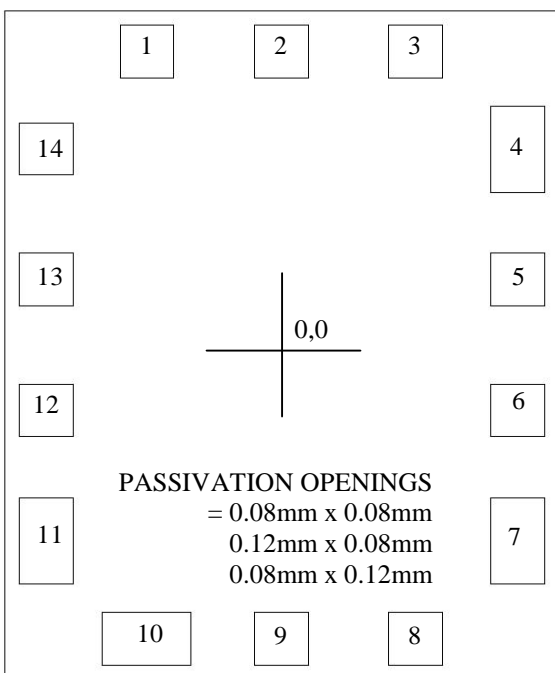 1 2 3
14 4
13 5
0,0
12 6
PASSIVATION OPENINGS
= 0.08mm x 0.08mm
11 0.12mm x 0.08mm 7
0.08mm x 0.12mm
10 9 8